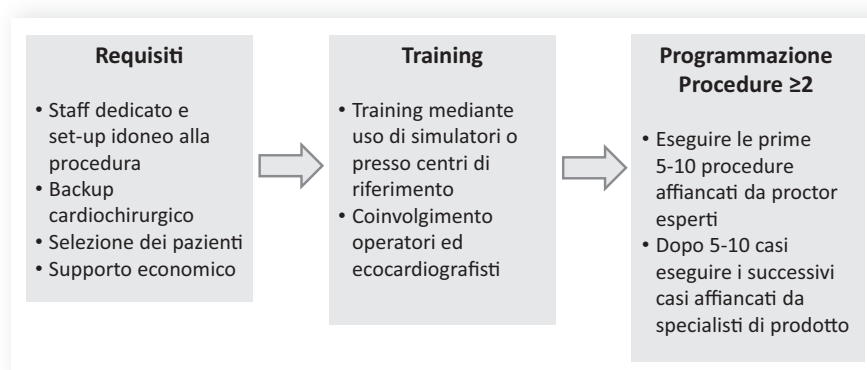 Requisiti
• Staff dedicato e
set-up idoneo alla
procedura
• Backup
cardiochirurgico
• Selezione dei pazienti
• Supporto economico
Training
• Training mediante
uso di simulatori o
presso centri di
riferimento
• Coinvolgimento
operatori ed
ecocardiografisti
Programmazione
Procedure ≥2
• Eseguire le prime
5-10 procedure
affiancati da proctor
esperti
• Dopo 5-10 casi
eseguire i successivi
casi affiancati da
specialisti di prodotto